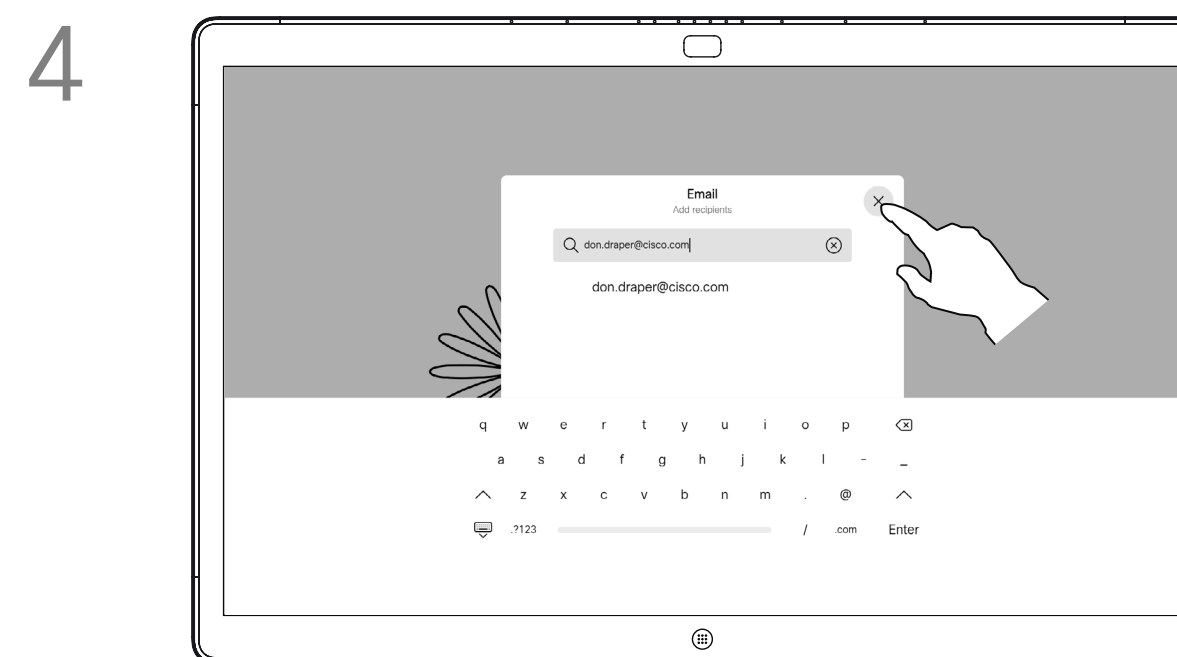 4
Email
Add recipients
don.draper@cisco.com
don.draper@cisco.com
q w e r t y u i o p
a s d f g h j k l - _
z x c v b n m . @
.?123 / .com Enter